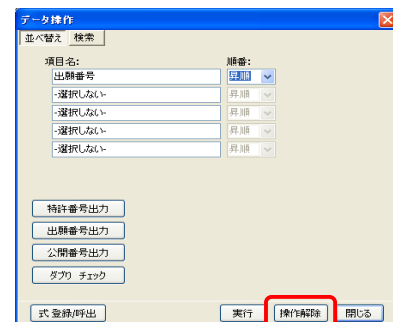 データ操作
並べ替え 検索
項目名: 順番:
出願番号 昇順
-選択しない- 昇順
-選択しない- 昇順
-選択しない- 昇順
-選択しない- 昇順
特許番号出力
出願番号出力
公開番号出力
ダブり チェック
式 登録/呼出 実行 操作解除 閉じる